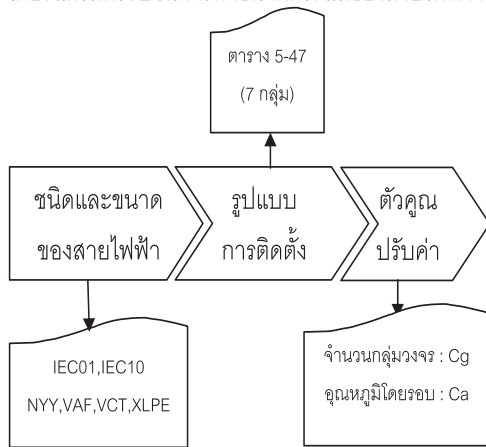 ตาราง 5-47
(7 กลุ่ม)
ชนิดและขนาด
ของสายไฟฟ้า
รูปแบบ
การติดตั้ง
ตัวคูณ
ปรับค่า
IEC01,IEC10
NYY,VAF,VCT,XLPE
จำนวนกลุ่มวงจร : Cg
อุณหภูมิโดยรอบ : Ca